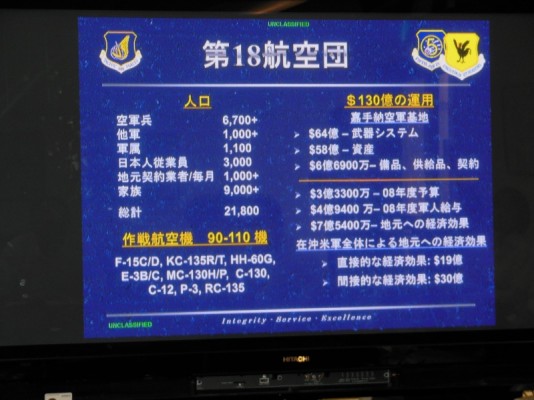 UNCLASSIFIED
第18航空団
人口
空軍兵 6,700+
他軍 1,000+
軍属 1,100
日本人従業員 3,000
地元契約業者/毎月 1,000+
家族 9,000+
総計 21,800
作戦航空機 90-110 機
F-15C/D, KC-135R/T, HH-60G,
E-3B/C, MC-130H/P, C-130,
C-12, P-3, RC-135
$130億の運用
嘉手納空軍基地
$64億 – 武器システム
$58億 – 資産
$6億6900万– 備品、供給品、契約
$3億3300万 – 08年度予算
$4億9400万 – 08年度軍人給与
$7億5400万– 地元への経済効果
在沖米軍全体による地元への経済効果
直接的な経済効果: $19億
間接的な経済効果: $30億
UNCLASSIFIED
Integrity - Service - Excellence
HITACHI